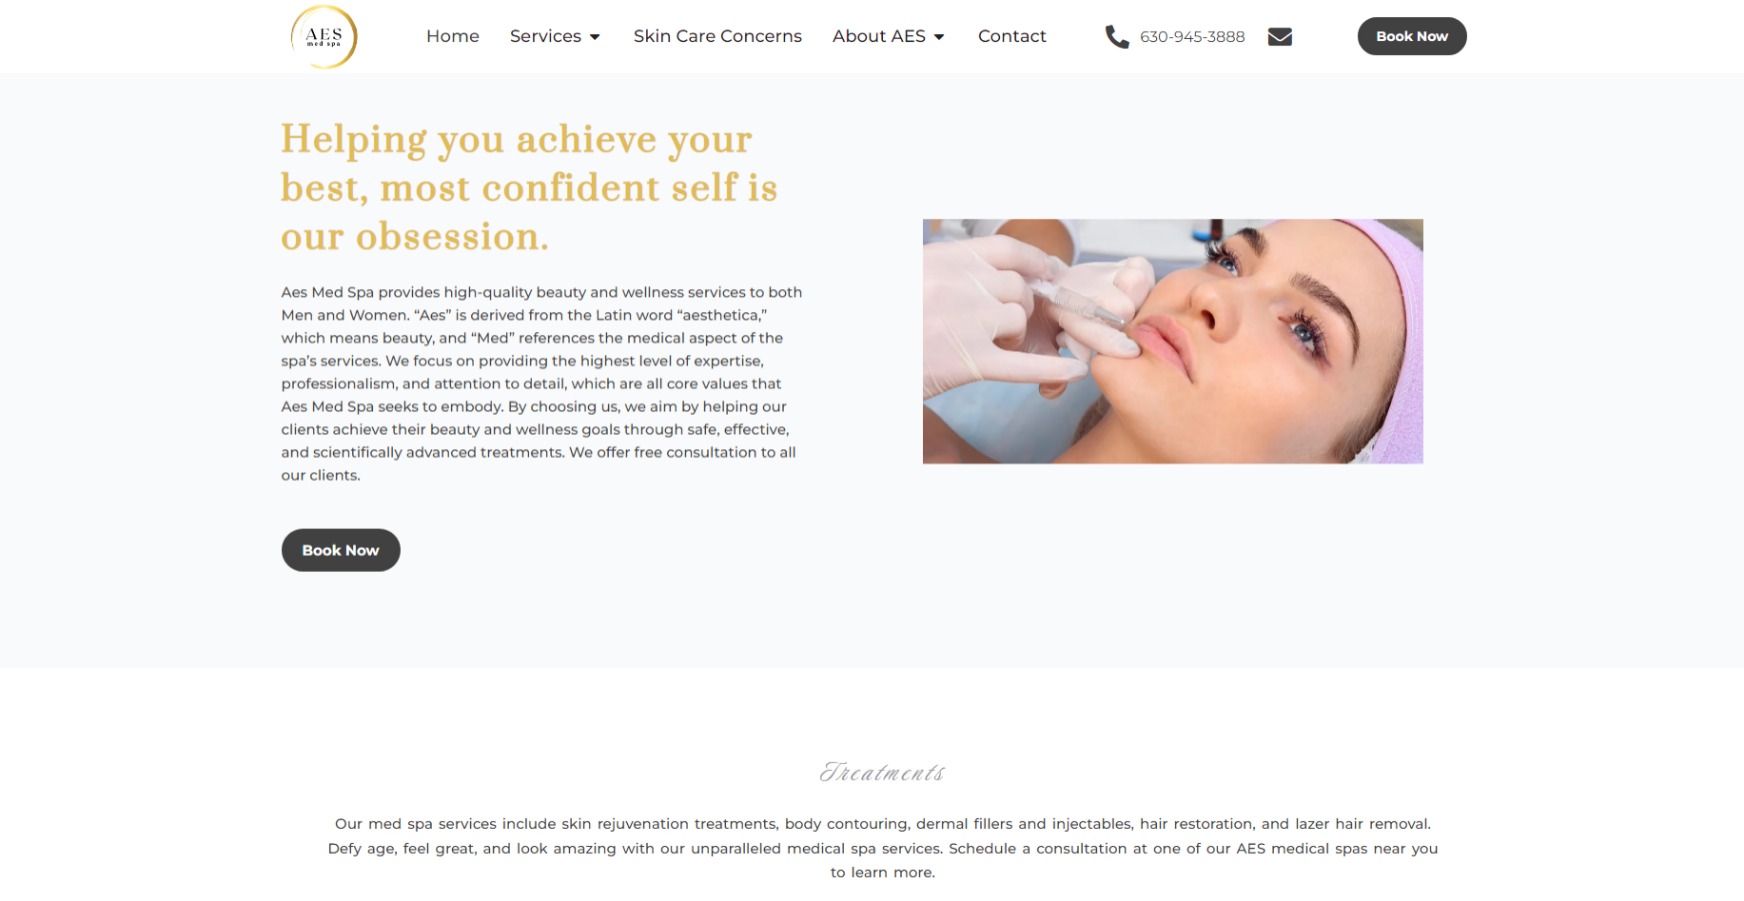 AES
med spa
Home
Services
Skin Care Concerns
About AES
Contact
630-945-3888
Book Now
Helping you achieve your
best, most confident self is
our obsession.
Aes Med Spa provides high-quality beauty and wellness services to both
Men and Women. “Aes” is derived from the Latin word “aesthetica,”
which means beauty, and “Med” references the medical aspect of the
spa’s services. We focus on providing the highest level of expertise,
professionalism, and attention to detail, which are all core values that
Aes Med Spa seeks to embody. By choosing us, we aim by helping our
clients achieve their beauty and wellness goals through safe, effective,
and scientifically advanced treatments. We offer free consultation to all
our clients.
Book Now
Treatments
Our med spa services include skin rejuvenation treatments, body contouring, dermal fillers and injectables, hair restoration, and lazer hair removal.
Defy age, feel great, and look amazing with our unparalleled medical spa services. Schedule a consultation at one of our AES medical spas near you
to learn more.